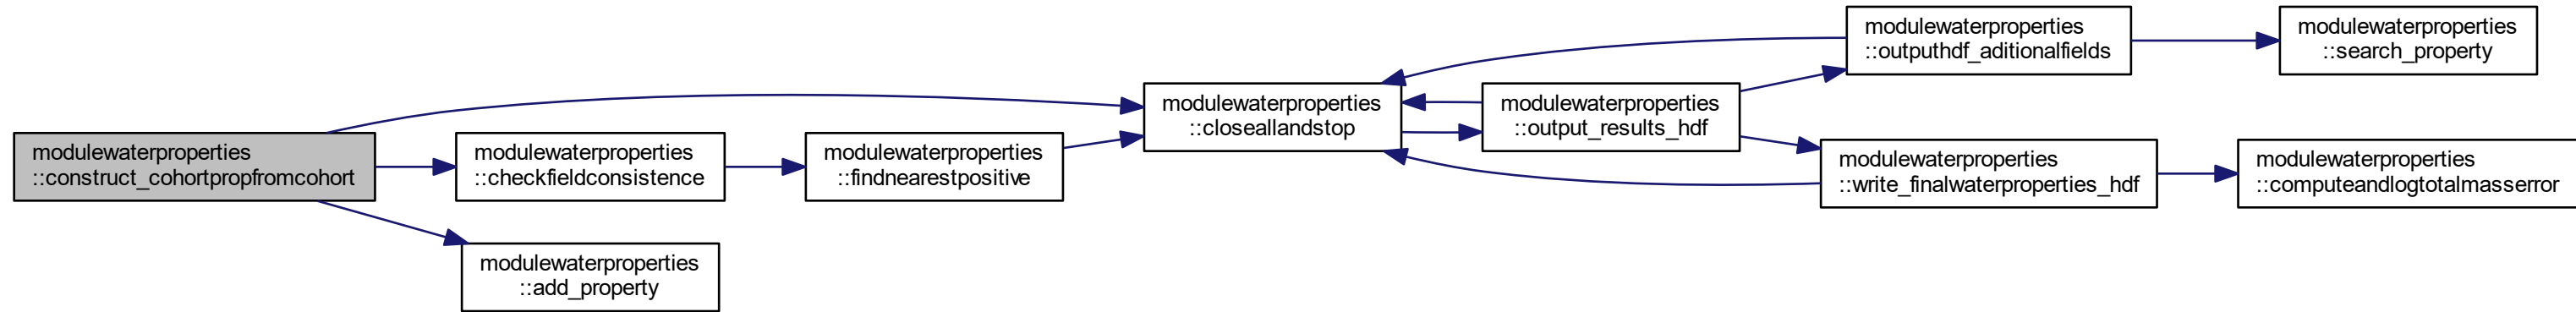 modulewaterproperties
::construct_cohortpropfromcohort
modulewaterproperties
::checkfieldconsistence
modulewaterproperties
::add_property
modulewaterproperties
::findnearestpositive
modulewaterproperties
::closeallandstop
modulewaterproperties
::output_results_hdf
modulewaterproperties
::outputhdf_aditionalfields
modulewaterproperties
::write_finalwaterproperties_hdf
modulewaterproperties
::search_property
modulewaterproperties
::computeandlogtotalmasserror